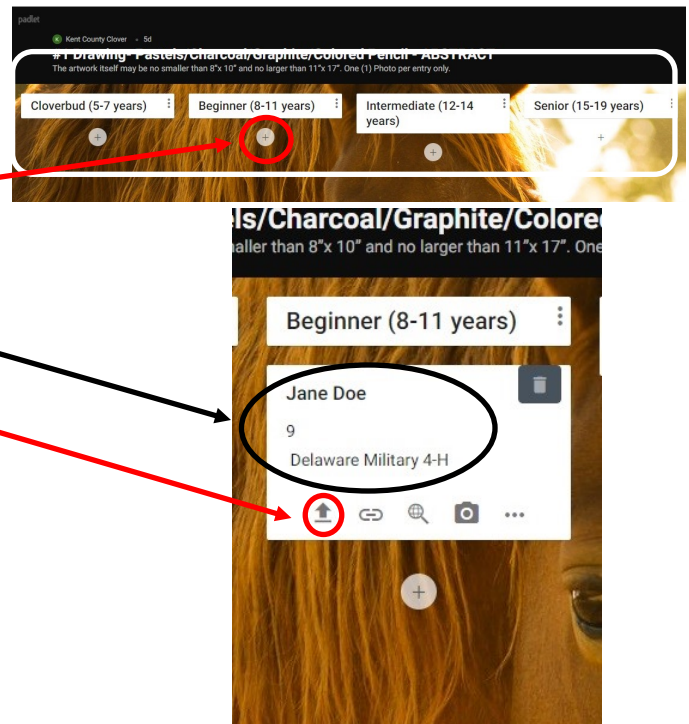 padlet
K Kent County Clover • 5d
#1 Drawing- Pastels/Charcoal/Graphite/Colored Pencil - ABSTRACT
The artwork itself may be no smaller than 8"x 10" and no larger than 11"x 17". One (1) Photo per entry only.
Cloverbud (5-7 years)
Beginner (8-11 years)
Intermediate (12-14
years)
Senior (15-19 years)
ls/Charcoal/Graphite/Colore
aller than 8"x 10" and no larger than 11"x 17". One
Beginner (8-11 years)
Jane Doe
9
Delaware Military 4-H